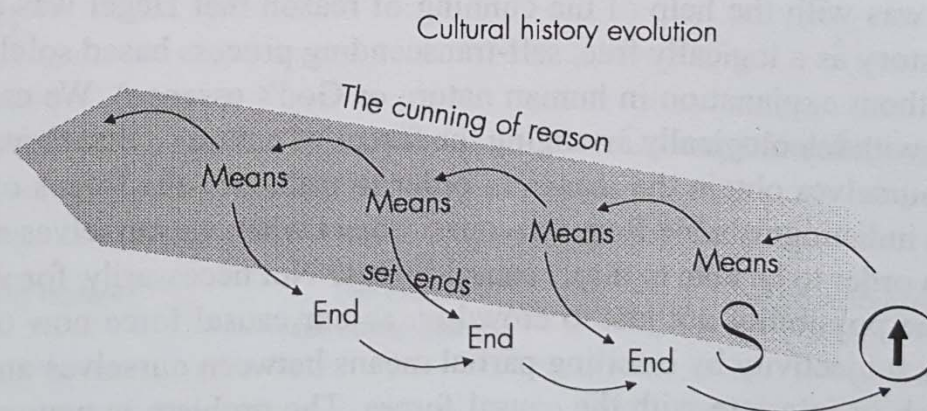 Cultural history evolution
The cunning of reason
Means
Means
Means
Means
set ends
End
End
End
S